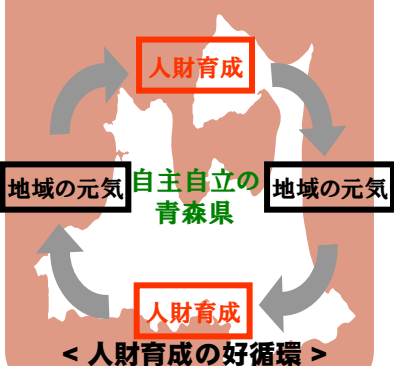 人財育成
地域の元気
自主自立の
青森県
地域の元気
人財育成
< 人財育成の好循環 >